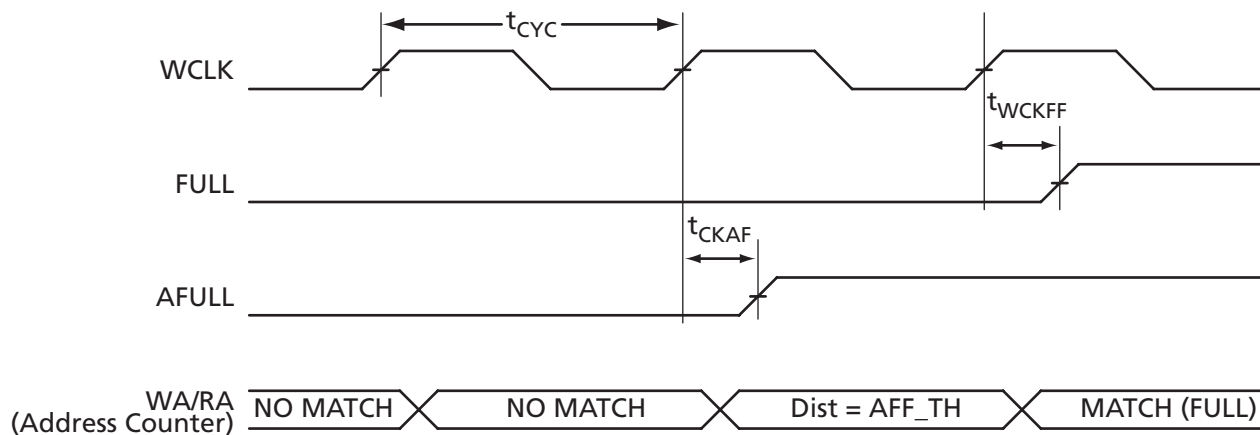 tCYC
WCLK
tWCKFF
FULL
tCKAF
AFULL
WA/RA
(Address Counter)
NO MATCH
NO MATCH
Dist = AFF_TH
MATCH (FULL)